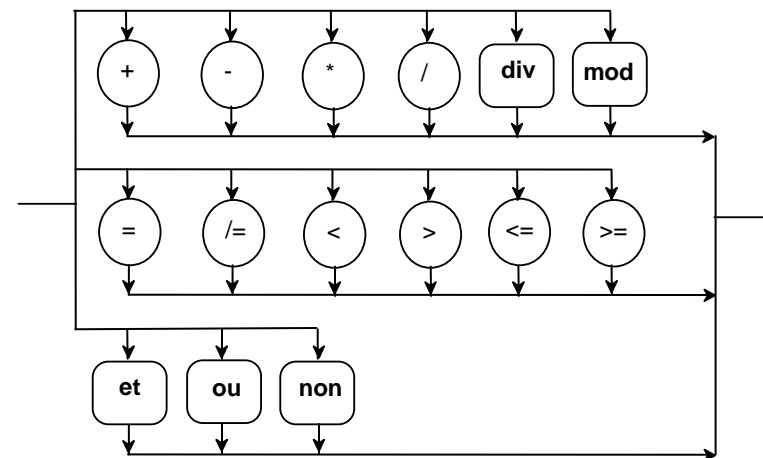 + - * / div mod
= /= < > <= >=
et ou non